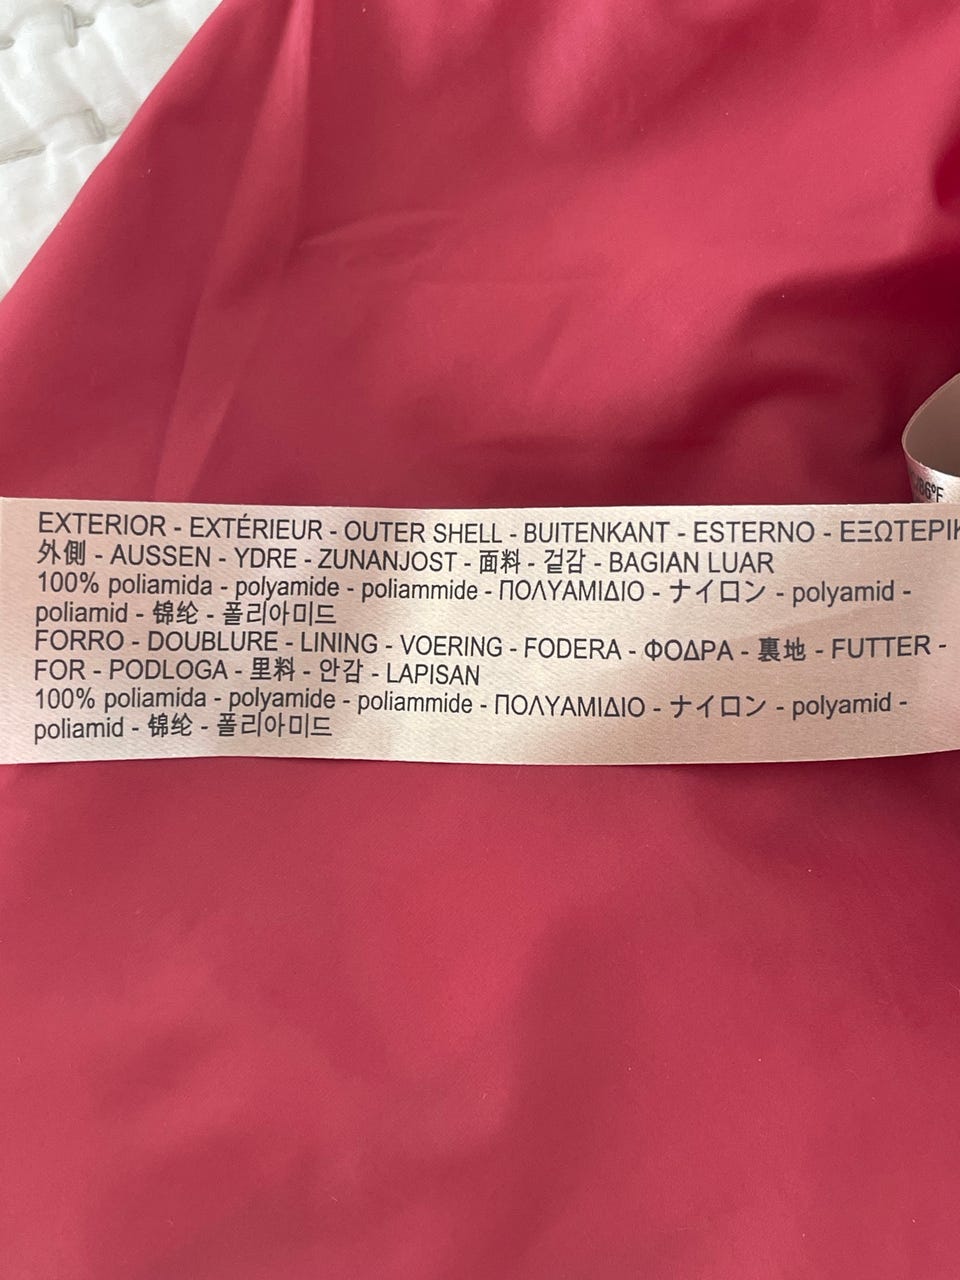 EXTERIOR - EXTÉRIEUR - OUTER SHELL - BUITENKANT - ESTERNO - ΕΞΩΤΕΡΙΚ
外側 - AUSSEN - YDRE - ZUNANJOST - 面料 - 겉감 - BAGIAN LUAR
100% poliamida - polyamide - poliammide - ΠΟΛΥΑΜΙΔΙΟ - ナイロン - polyamid -
poliamid - 锦纶 - 폴리아미드
FORRO - DOUBLURE - LINING - VOERING - FODERA - ΦΟΔΡΑ - 裏地 - FUTTER -
FOR - PODLOGA - 里料 - 안감 - LAPISAN
100% poliamida - polyamide - poliammide - ΠΟΛΥΑΜΙΔΙΟ - ナイロン - polyamid -
poliamid - 锦纶 - 폴리아미드